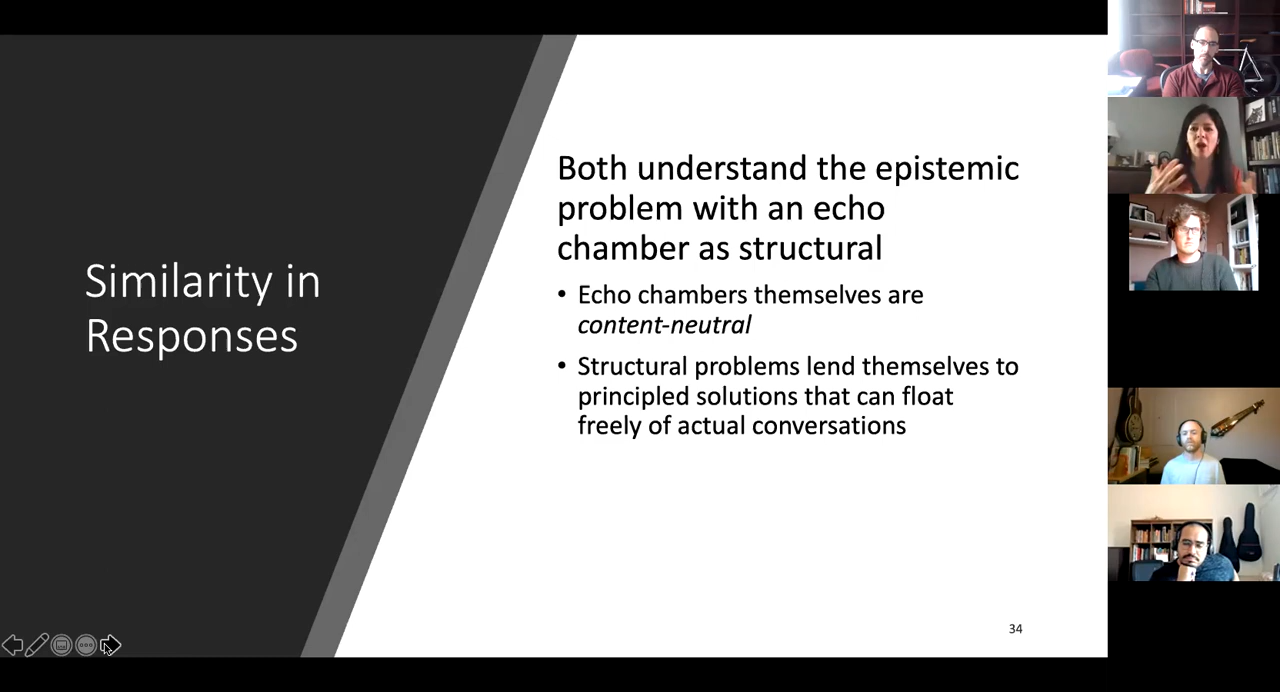 Similarity in
Responses
Both understand the epistemic
problem with an echo
chamber as structural
• Echo chambers themselves are
content-neutral
• Structural problems lend themselves to
principled solutions that can float
freely of actual conversations
34